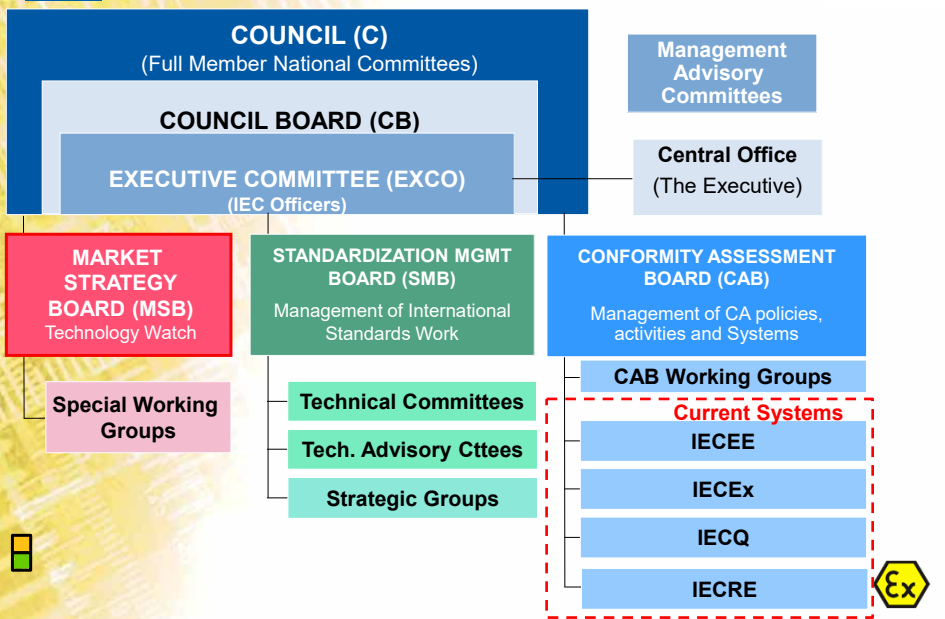 COUNCIL (C)
(Full Member National Committees)
Management
Advisory
Committees
COUNCIL BOARD (CB)
Central Office
(The Executive)
EXECUTIVE COMMITTEE (EXCO)
(IEC Officers)
MARKET
STRATEGY
BOARD (MSB)
Technology Watch
STANDARDIZATION MGMT
BOARD (SMB)
Management of International
Standards Work
CONFORMITY ASSESSMENT
BOARD (CAB)
Management of CA policies,
activities and Systems
Special Working
Groups
Technical Committees
Tech. Advisory Cttees
Strategic Groups
CAB Working Groups
Current Systems
IECEE
IECEx
IECQ
IECRE
Ex